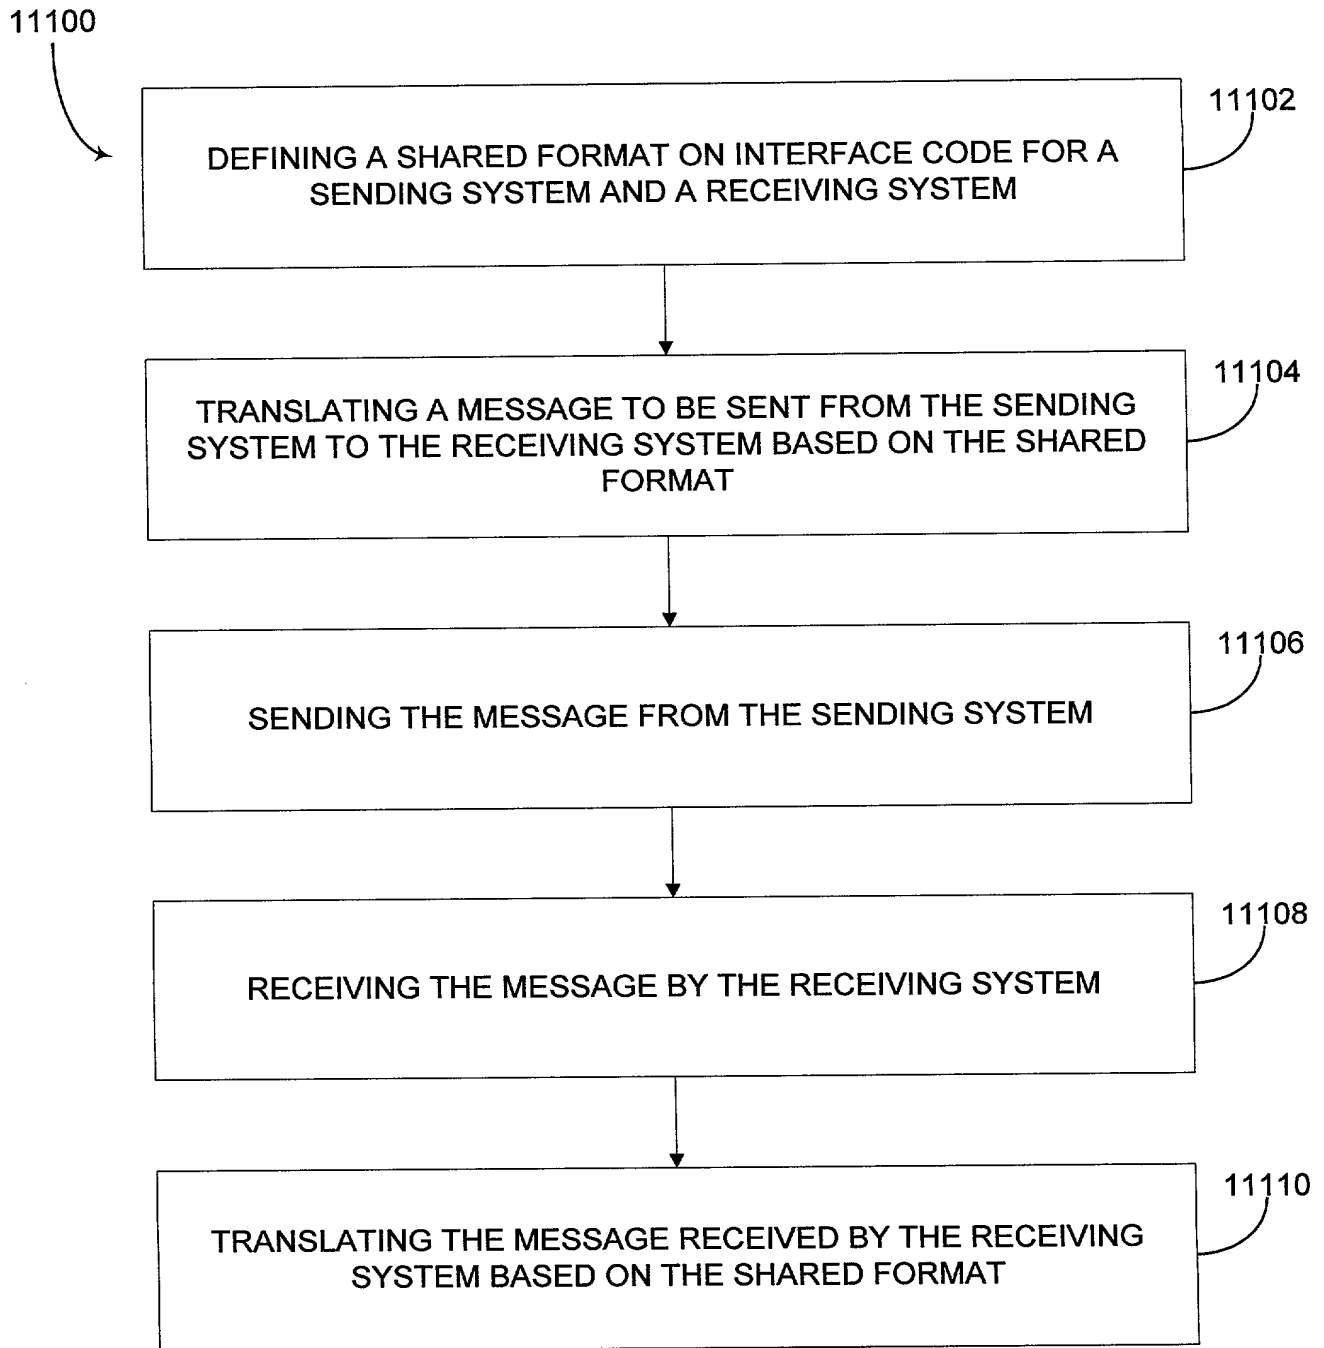 11100
11102
DEFINING A SHARED FORMAT ON INTERFACE CODE FOR A
SENDING SYSTEM AND A RECEIVING SYSTEM
11104
TRANSLATING A MESSAGE TO BE SENT FROM THE SENDING
SYSTEM TO THE RECEIVING SYSTEM BASED ON THE SHARED
FORMAT
11106
SENDING THE MESSAGE FROM THE SENDING SYSTEM
11108
RECEIVING THE MESSAGE BY THE RECEIVING SYSTEM
11110
TRANSLATING THE MESSAGE RECEIVED BY THE RECEIVING
SYSTEM BASED ON THE SHARED FORMAT